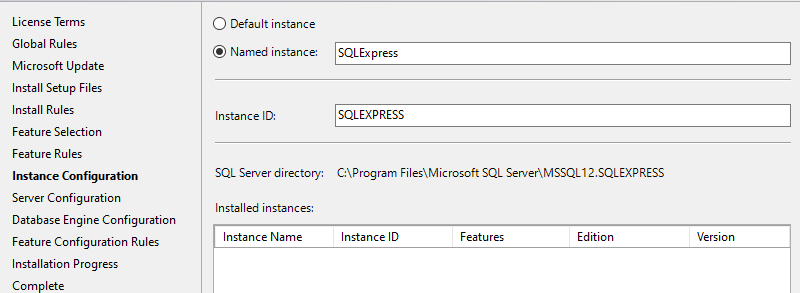 License Terms
Global Rules
Microsoft Update
Install Setup Files
Install Rules
Feature Selection
Feature Rules
Instance Configuration
Server Configuration
Database Engine Configuration
Feature Configuration Rules
Installation Progress
Complete
Default instance
Named instance: SQLExpress
Instance ID: SQLEXPRESS
SQL Server directory: C:\Program Files\Microsoft SQL Server\MSSQL12.SQLEXPRESS
Installed instances:
Instance Name Instance ID Features Edition Version